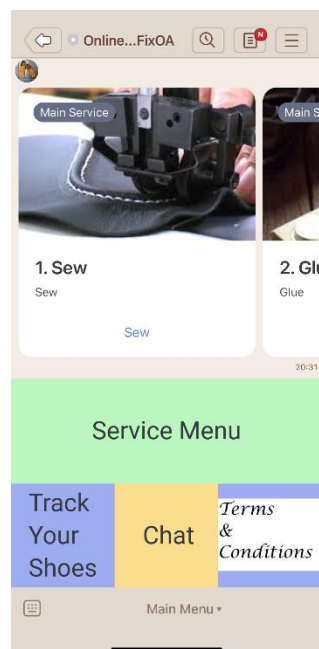 Online...FixOA
N
Main Service
Main S
1. Sew
2. Glu
Sew
Glue
Sew
20:31
Service Menu
Track
Your
Shoes
Chat
Terms
&
Conditions
Main Menu ▾